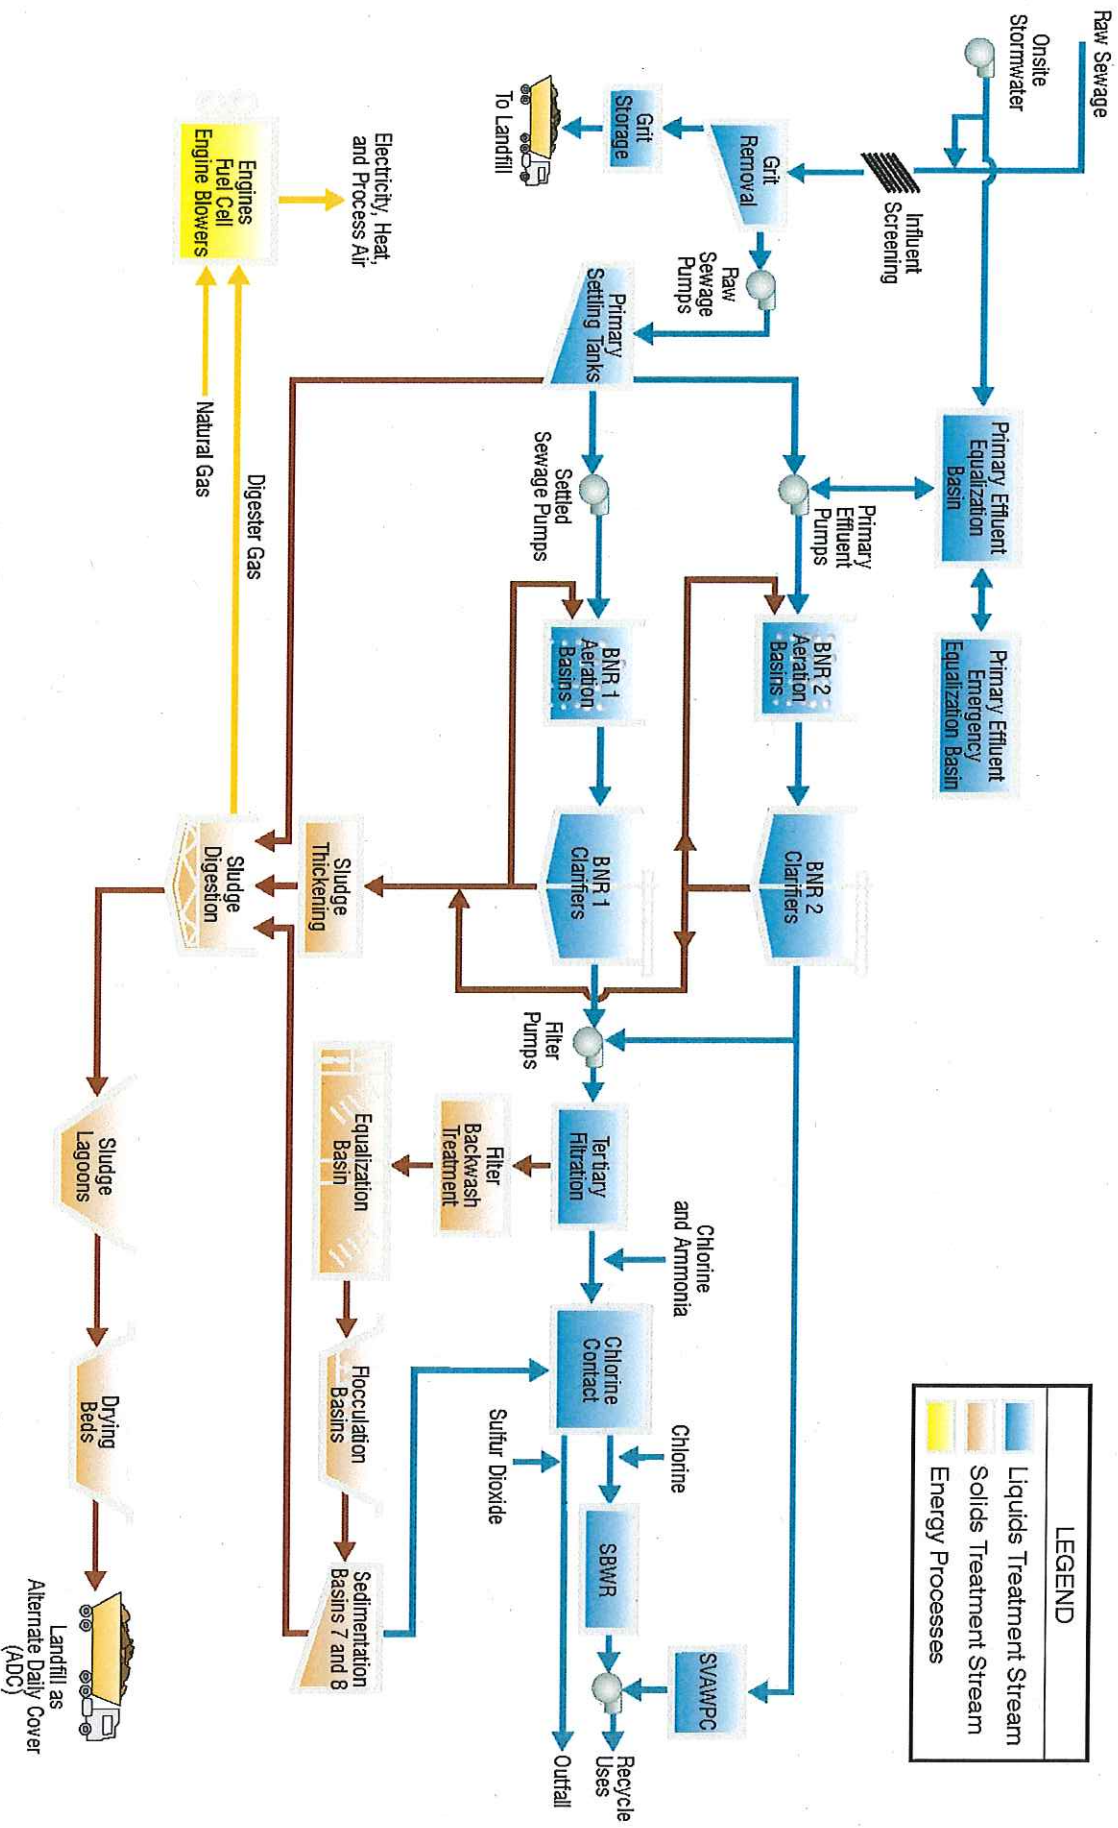 Raw Sewage
Onsite
Stormwater
Influent
Screening
Grit
Removal
Grit
Storage
To Landfill
Raw
Sewage
Pumps
Primary
Settling Tanks
Primary Effluent
Equalization
Basin
Primary Effluent
Emergency
Equalization Basin
Primary
Effluent
Pumps
Settled
Sewage Pumps
BNR 2
Aeration
Basins
BNR 1
Aeration
Basins
BNR 2
Clarifiers
BNR 1
Clarifiers
Filter
Pumps
Tertiary
Filtration
Chlorine
and Ammonia
Chlorine
Contact
Chlorine
Sulfur Dioxide
SBWR
SVAWPC
Recycle
Uses
Outfall
Filter
Backwash
Treatment
Equalization
Basin
Flocculation
Basins
Sedimentation
Basins 7 and 8
Sludge
Thickening
Sludge
Digestion
Sludge
Lagoons
Drying
Beds
Landfill as
Alternate Daily Cover
(ADC)
Digester Gas
Natural Gas
Engines
Fuel Cell
Engine Blowers
Electricity, Heat,
and Process Air
LEGEND
Liquids Treatment Stream
Solids Treatment Stream
Energy Processes